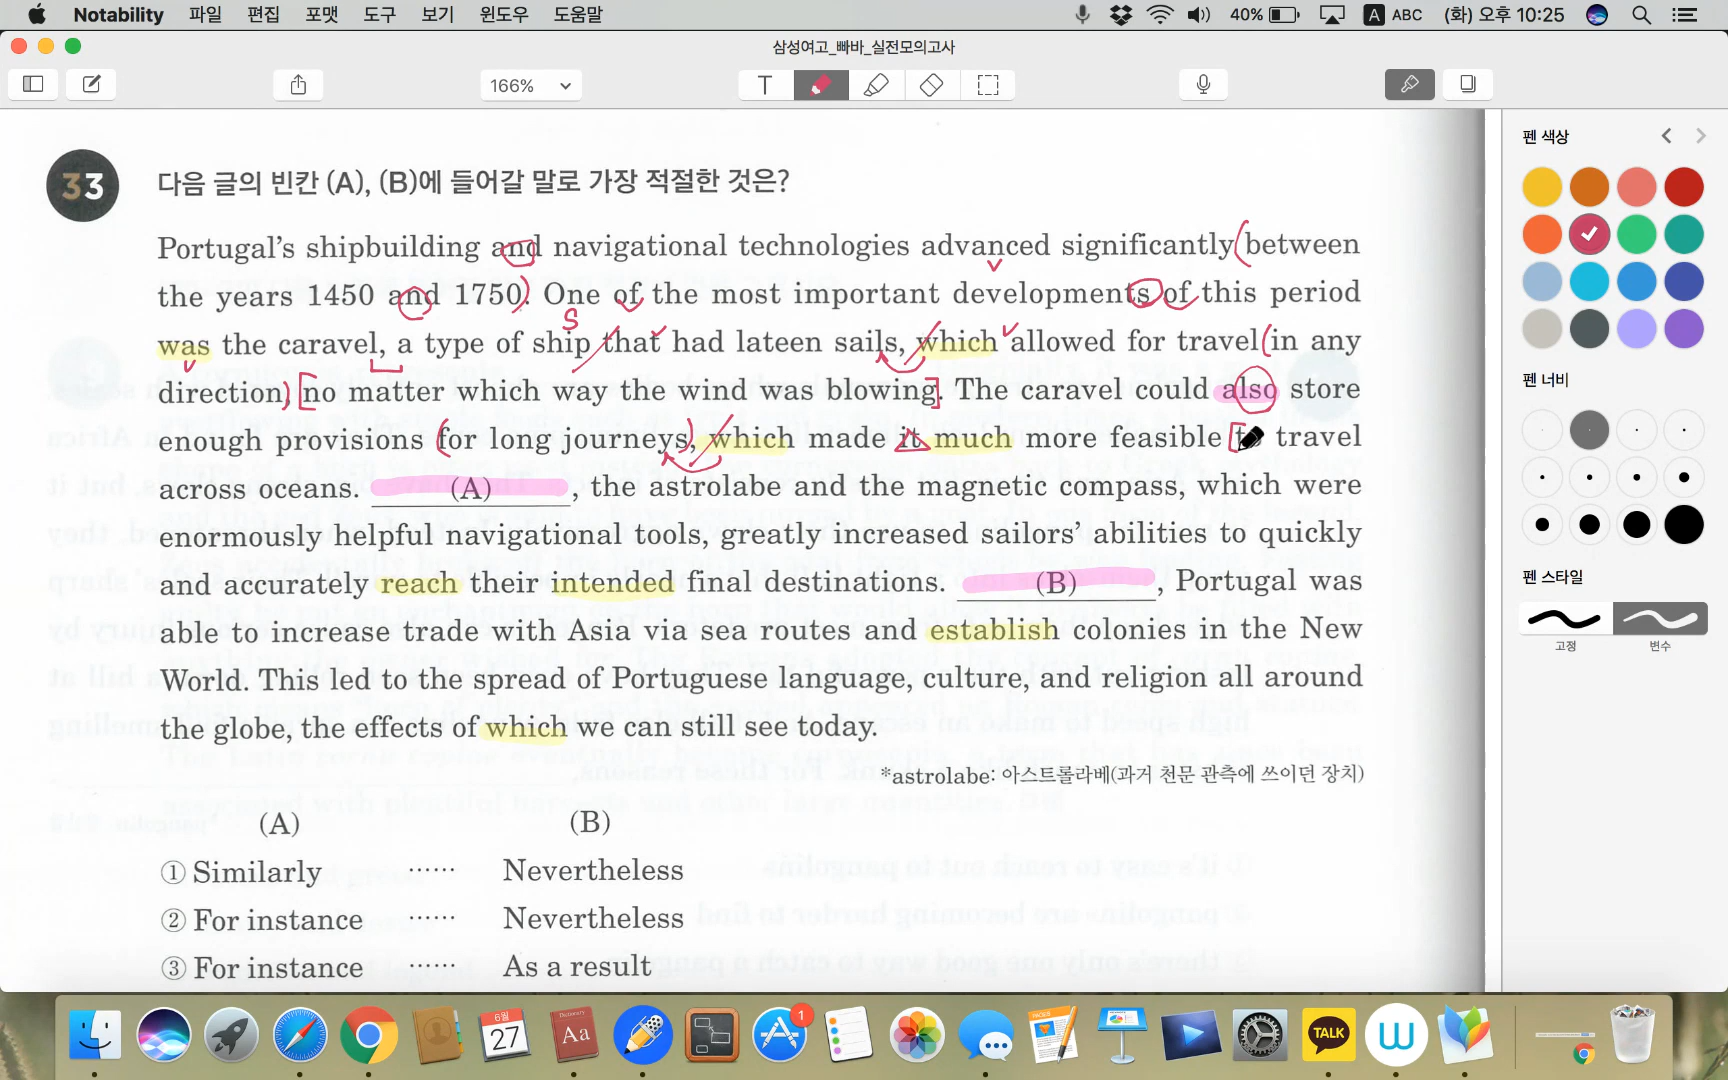 Notability 파일 편집 포맷 도구 보기 윈도우 도움말 40% A ABC (화) 오후 10:25
삼성여고_빠바_실전모의고사
166% T
펜 색상
33 다음 글의 빈칸 (A), (B)에 들어갈 말로 가장 적절한 것은?
Portugal's shipbuilding and navigational technologies advanced significantly between
the years 1450 and 1750. One of the most important developments of this period
S
was the caravel, a type of ship that had lateen sails, which allowed for travel in any
direction, no matter which way the wind was blowing. The caravel could also store
펜 너비
enough provisions for long journeys, which made it much more feasible travel
across oceans. (A) , the astrolabe and the magnetic compass, which were
enormously helpful navigational tools, greatly increased sailors' abilities to quickly
and accurately reach their intended final destinations. (B) , Portugal was
펜 스타일
able to increase trade with Asia via sea routes and establish colonies in the New
고정 변수
World. This led to the spread of Portuguese language, culture, and religion all around
the globe, the effects of which we can still see today.
*astrolabe: 아스트롤라베(과거 천문 관측에 쓰이던 장치)
(A) (B)
① Similarly ······ Nevertheless
② For instance ······ Nevertheless
③ For instance ······ As a result
6월
27
Dictionary
Aa
1
PAGES
TALK
W